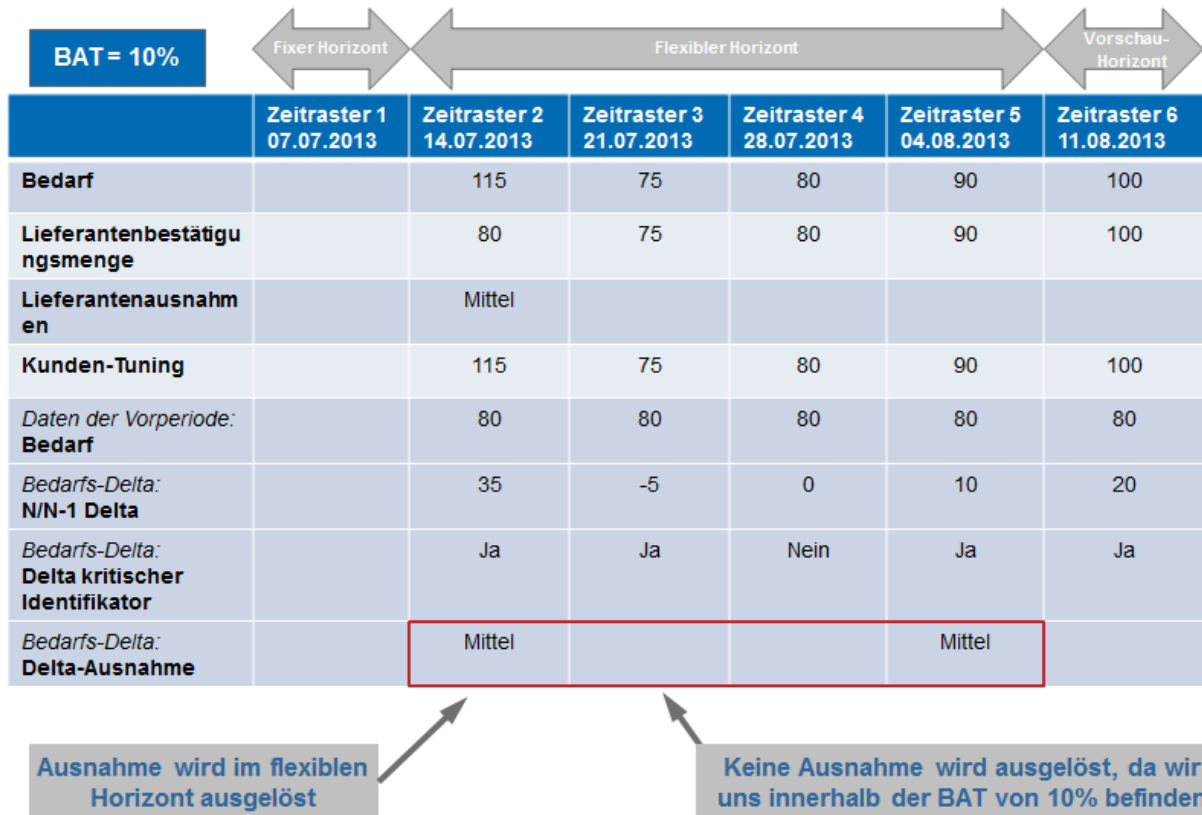 BAT = 10%
Fixer Horizont
Flexibler Horizont
Vorschau-
Horizont
Zeitraster 1 Zeitraster 2 Zeitraster 3 Zeitraster 4 Zeitraster 5 Zeitraster 6
07.07.2013 14.07.2013 21.07.2013 28.07.2013 04.08.2013 11.08.2013
Bedarf 115 75 80 90 100
Lieferantenbestätigu 80 75 80 90 100
ngsmenge
Lieferantenausnahm Mittel
en
Kunden-Tuning 115 75 80 90 100
Daten der Vorperiode: 80 80 80 80 80
Bedarf
Bedarfs-Delta: 35 -5 0 10 20
N/N-1 Delta
Bedarfs-Delta: Ja Ja Nein Ja Ja
Delta kritischer
Identifikator
Bedarfs-Delta: Mittel Mittel
Delta-Ausnahme
Ausnahme wird im flexiblen
Horizont ausgelöst
Keine Ausnahme wird ausgelöst, da wir
uns innerhalb der BAT von 10% befinden